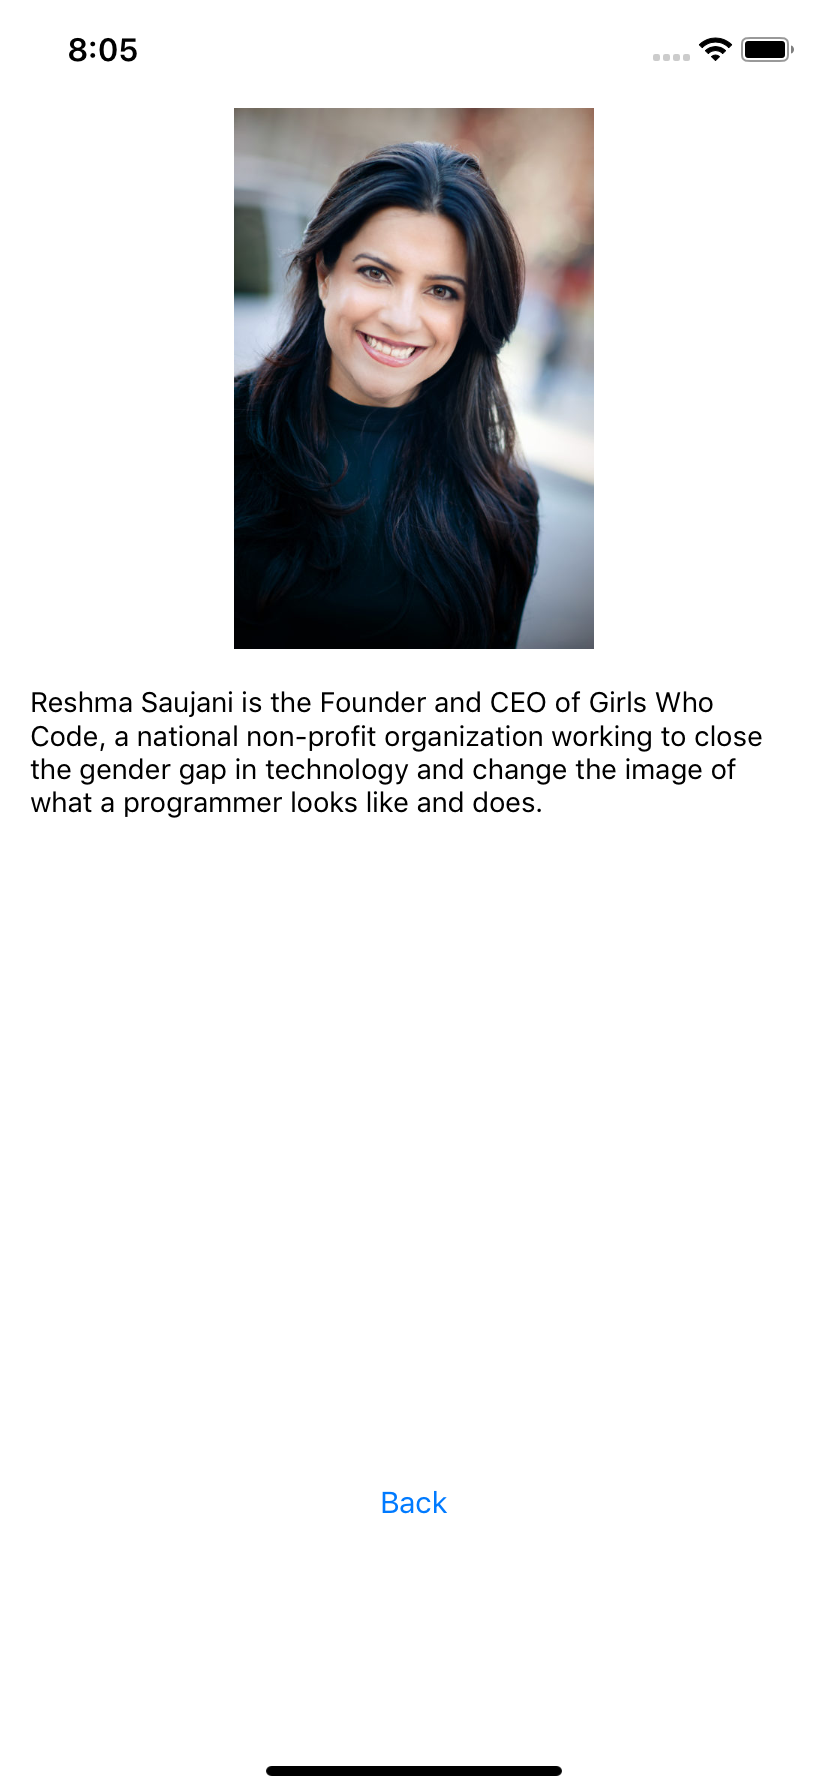 8:05
Reshma Saujani is the Founder and CEO of Girls Who
Code, a national non-profit organization working to close
the gender gap in technology and change the image of
what a programmer looks like and does.
Back